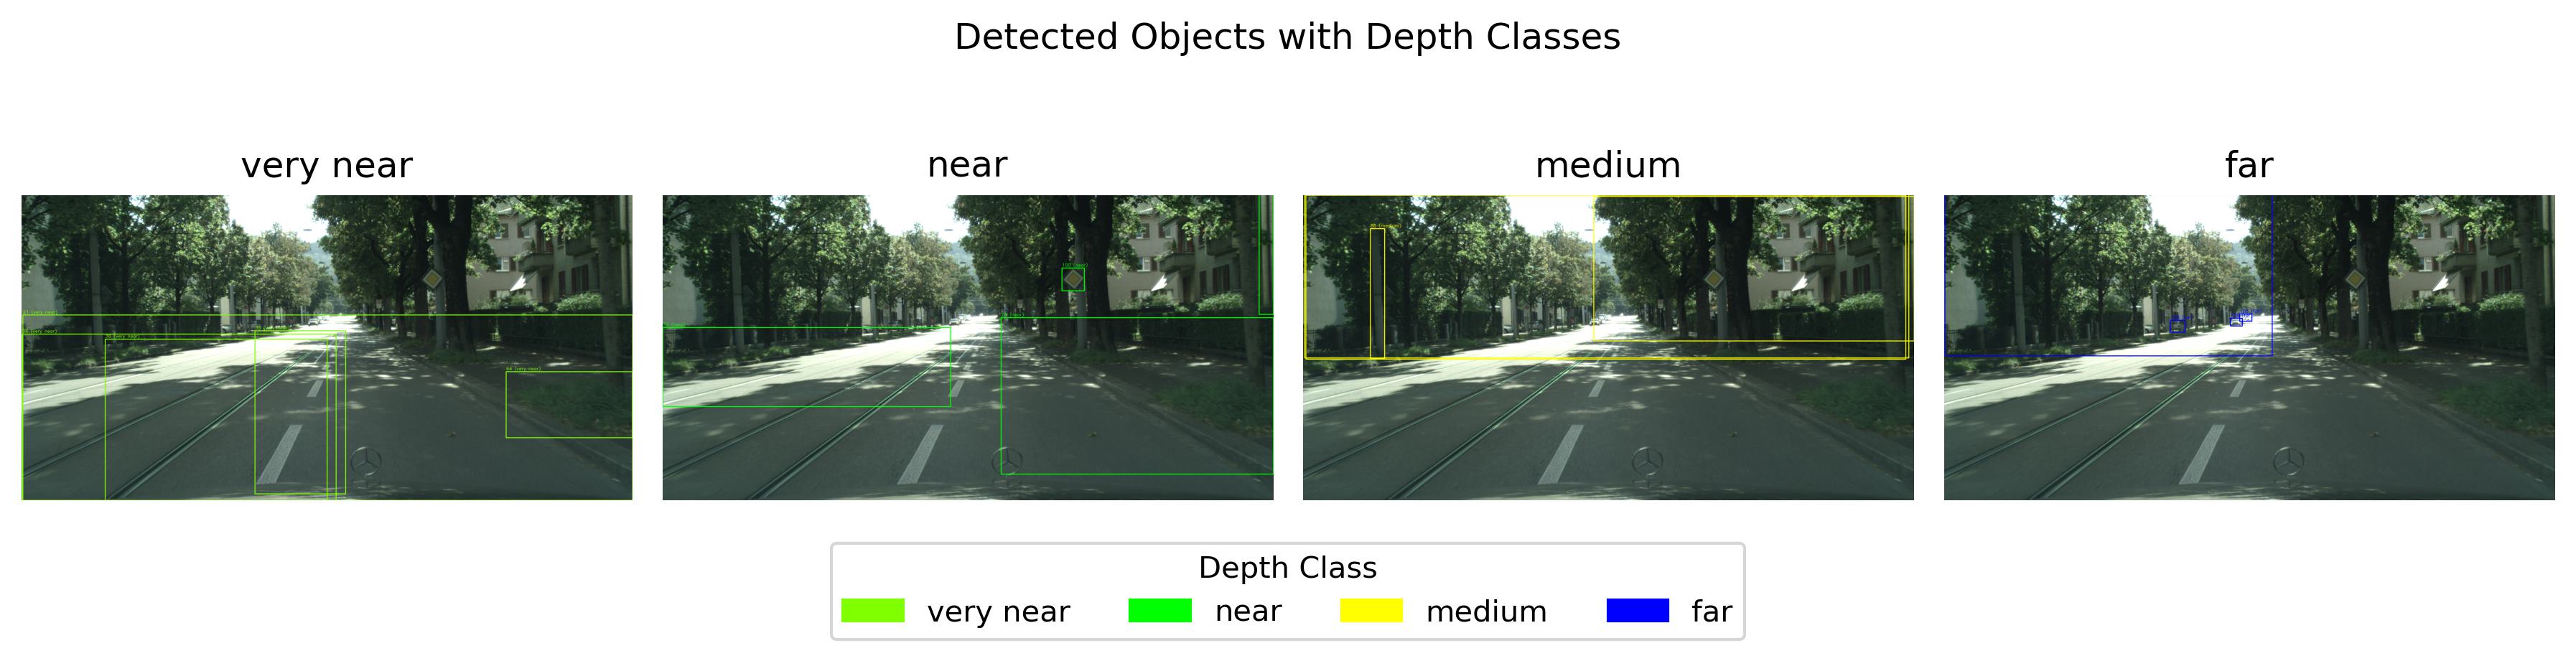 Detected Objects with Depth Classes
very near
near
medium
far
Depth Class
very near
near
medium
far